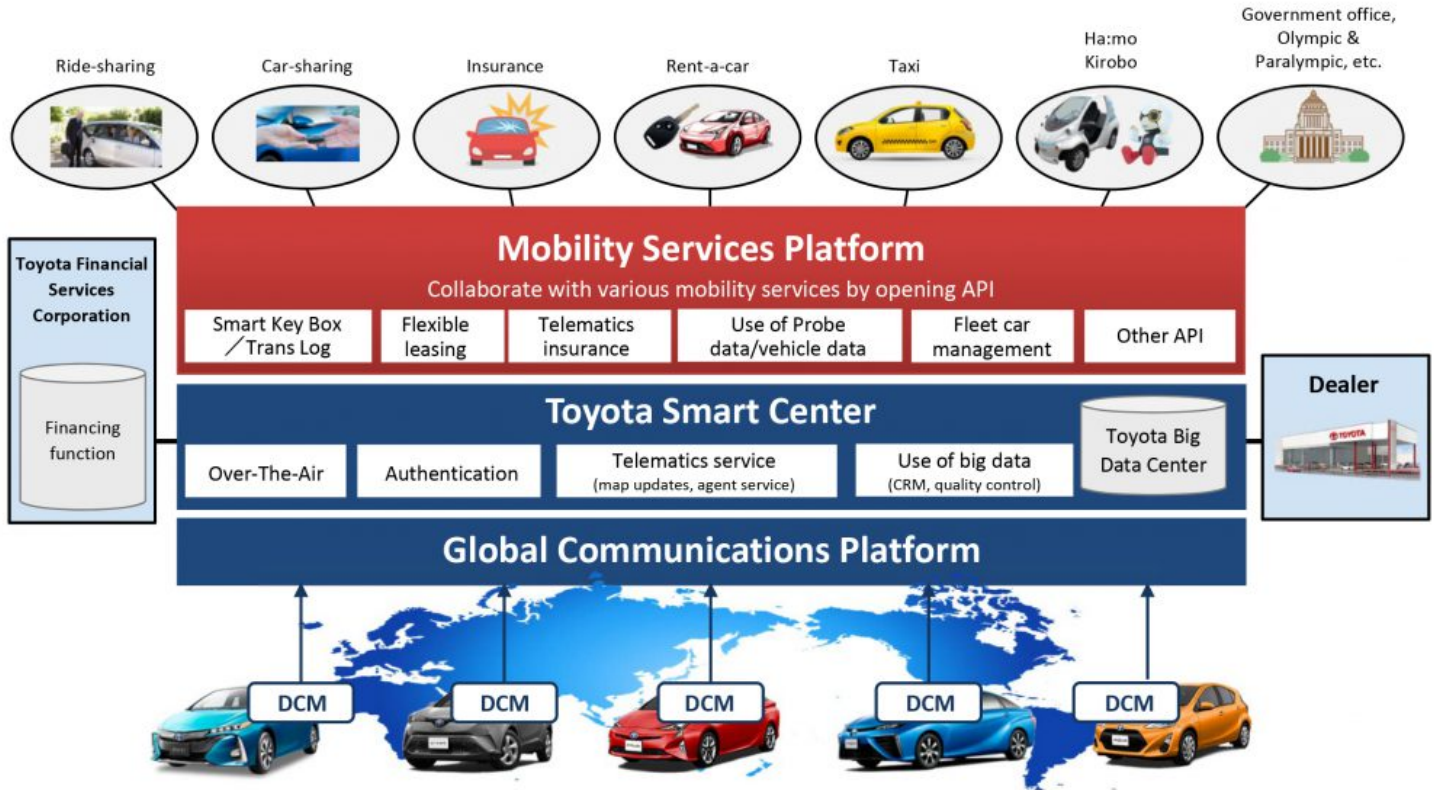 Ride-sharing
Car-sharing
Insurance
Rent-a-car
Taxi
Ha:mo
Kirobo
Government office,
Olympic &
Paralympic, etc.
Mobility Services Platform
Collaborate with various mobility services by opening API
Smart Key Box
／Trans Log
Flexible
leasing
Telematics
insurance
Use of Probe
data/vehicle data
Fleet car
management
Other API
Toyota Financial
Services
Corporation
Financing
function
Toyota Smart Center
Over-The-Air
Authentication
Telematics service
(map updates, agent service)
Use of big data
(CRM, quality control)
Toyota Big
Data Center
Dealer
TOYOTA
Global Communications Platform
DCM
DCM
DCM
DCM
DCM